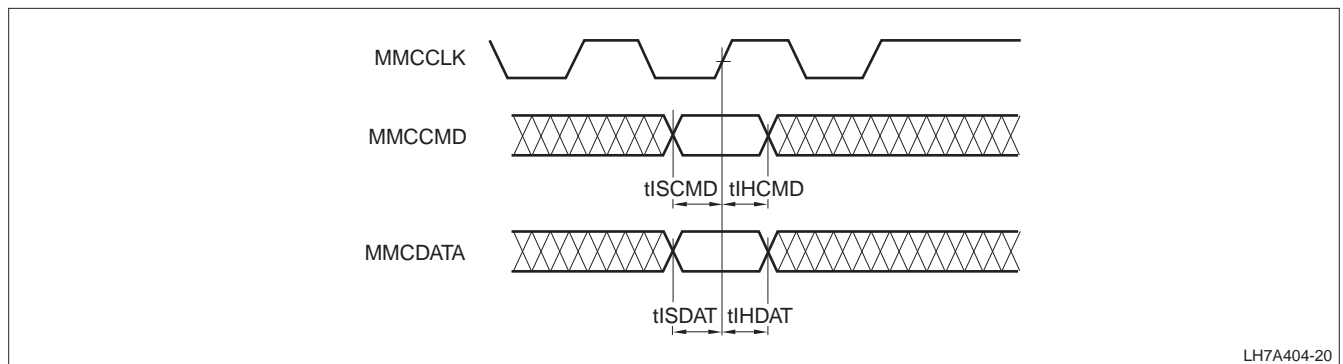 MMCCLK
MMCCMD
tISCMD tIHCMD
MMCDATA
tISDAT tIHDAT
LH7A404-20